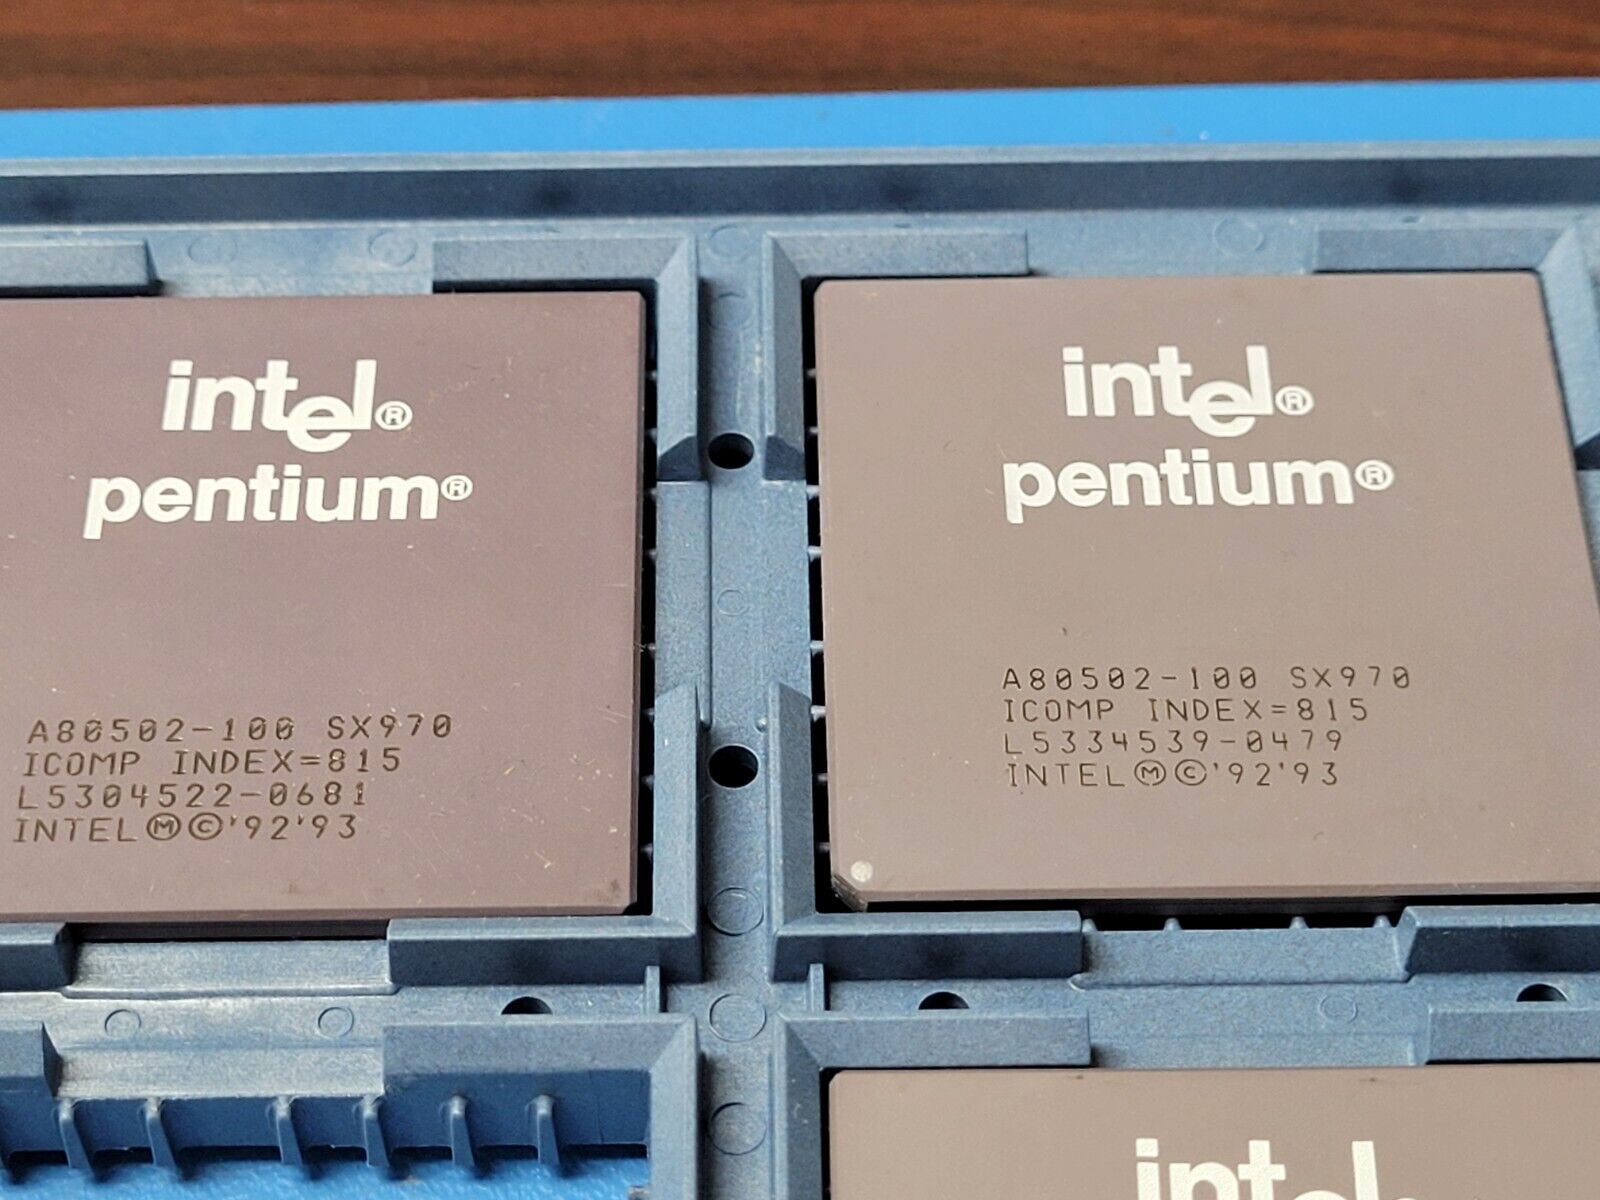 intel®
pentium®
A80502-100 SX970
ICOMP INDEX=815
L5304522-0681
INTEL Ⓜ©'92'93
intel®
pentium®
A80502-100 SX970
ICOMP INDEX=815
L5334539-0479
INTEL Ⓜ©'92'93
intel